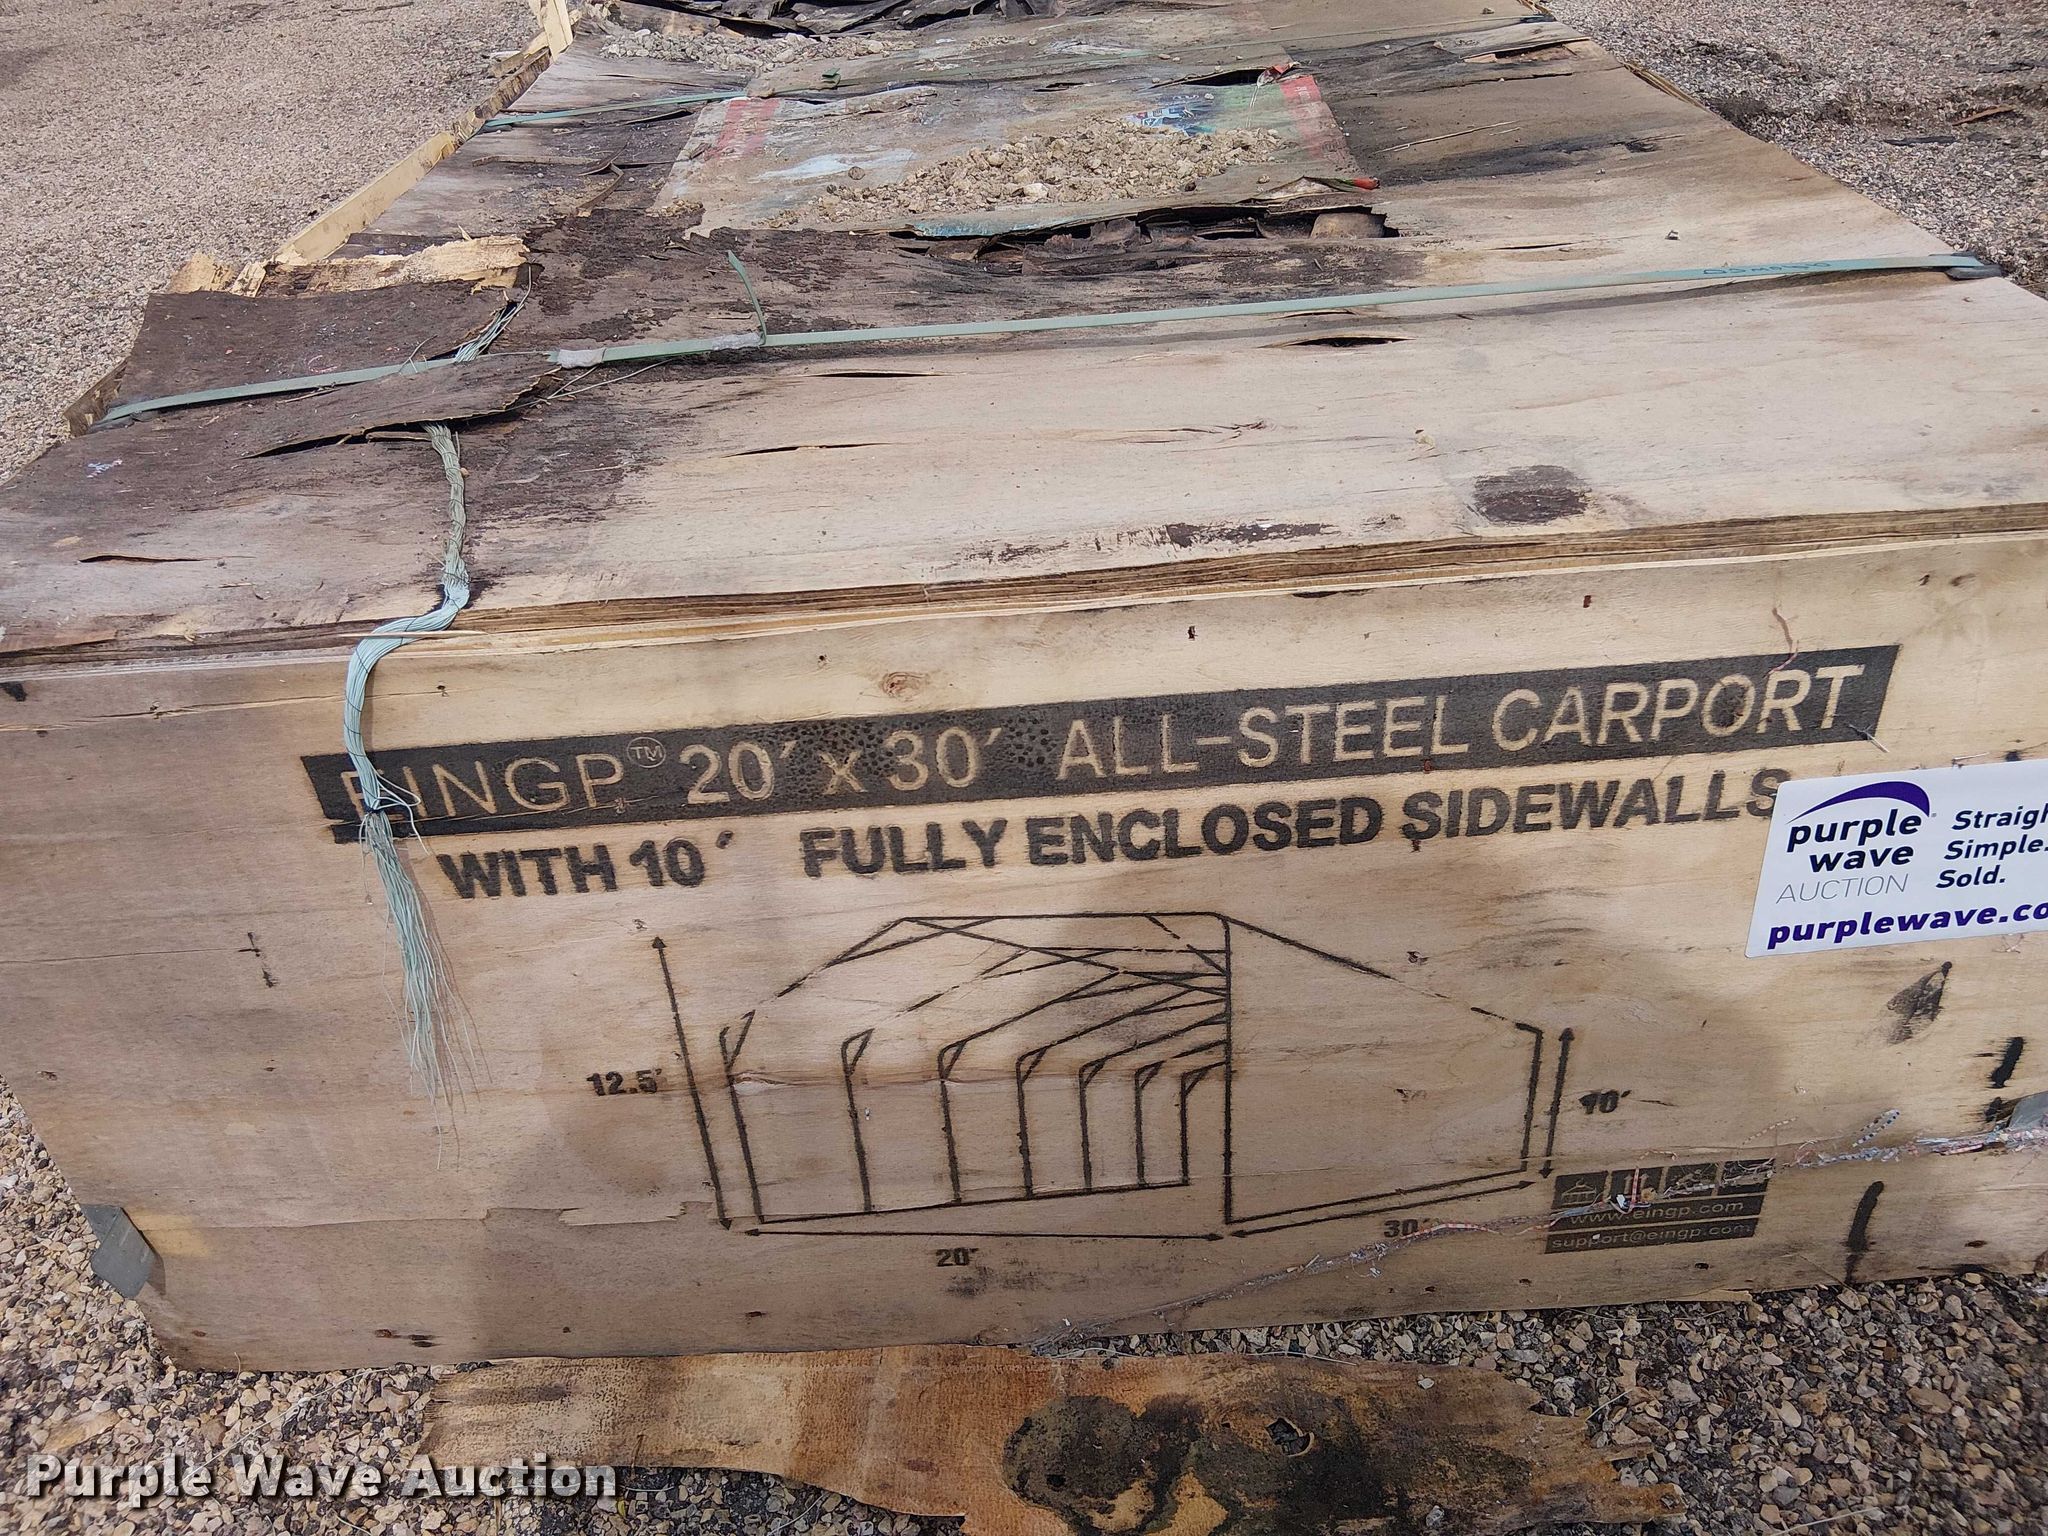 EINGP™ 20' x 30' ALL-STEEL CARPORT
WITH 10' FULLY ENCLOSED SIDEWALLS
purple
wave
AUCTION
Straigh
Simple.
Sold.
purplewave.co
12.5'
10'
20'
30'
www.eingp.com
support@eingp.com
Purple Wave Auction